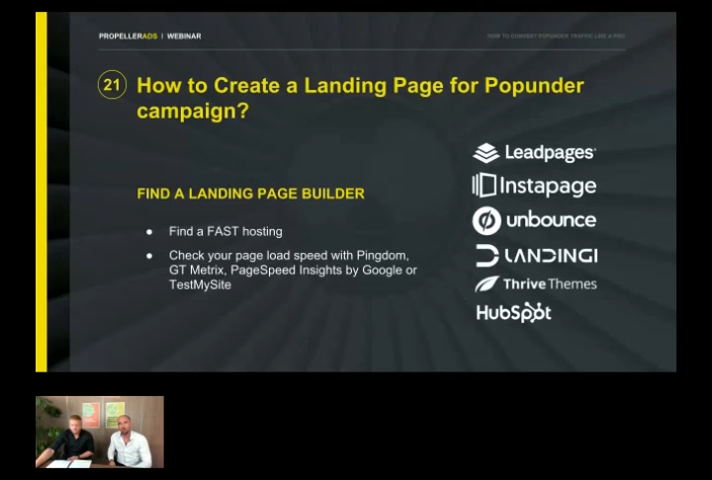 PROPELLERADS | WEBINAR
HOW TO CONVERT POPUNDER TRAFFIC LIKE A PRO
21 How to Create a Landing Page for Popunder
campaign?
FIND A LANDING PAGE BUILDER
● Find a FAST hosting
● Check your page load speed with Pingdom,
GT Metrix, PageSpeed Insights by Google or
TestMySite
Leadpages
Instapage
unbounce
LANDINGI
Thrive Themes
HubSpot